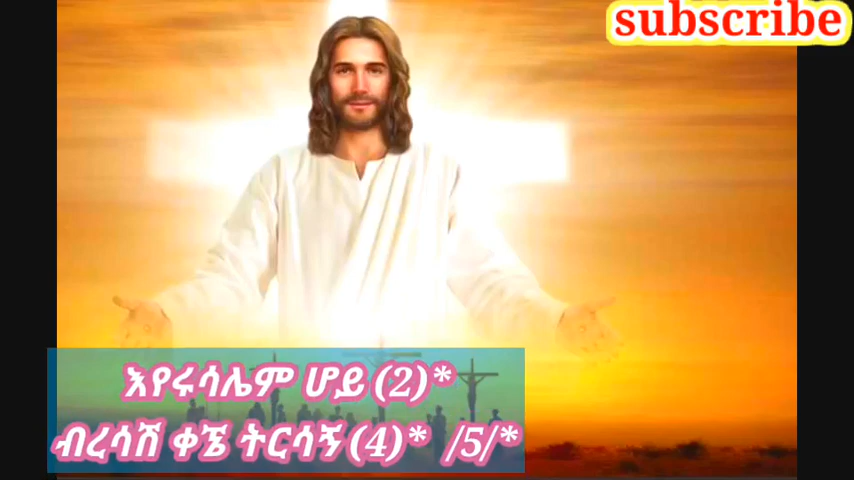 subscribe
እየሩሳሌም ሆይ (2)*
ብረሳሽ ቀኜ ትርሳኝ (4)* /5/*